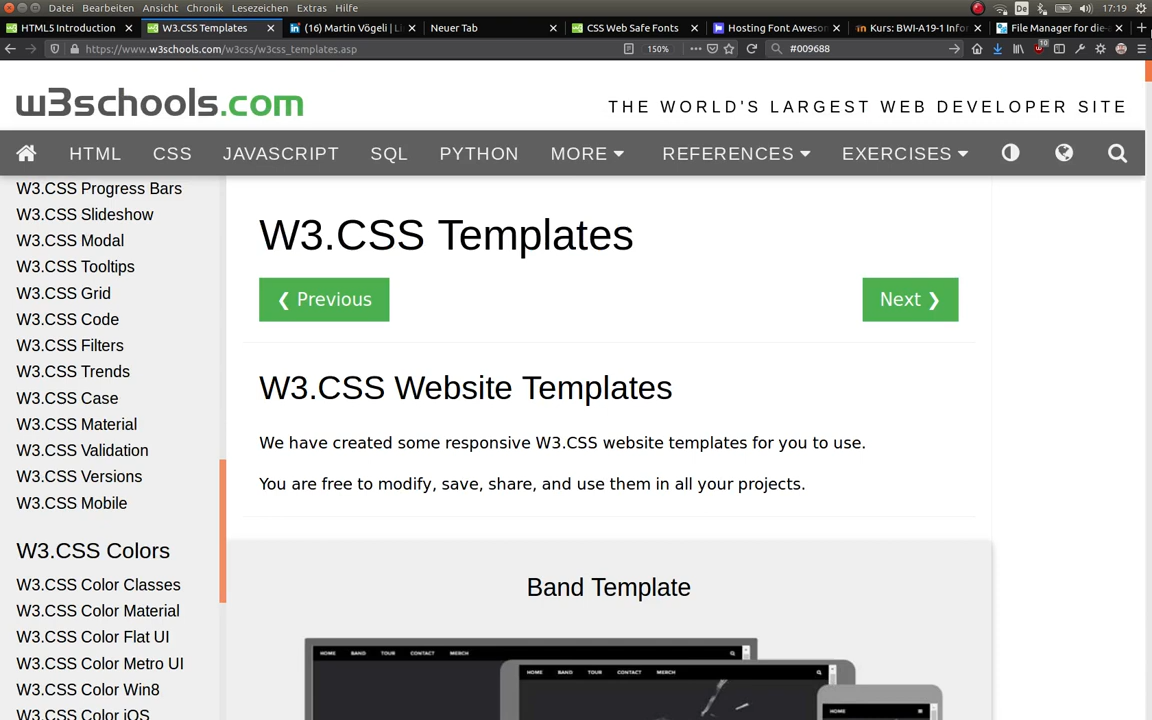 Datei Bearbeiten Ansicht Chronik Lesezeichen Extras Hilfe De 17:19
HTML5 Introduction W3.CSS Templates (16) Martin Vögeli | Li Neuer Tab CSS Web Safe Fonts Hosting Font Aweso Kurs: BWI-A19-1 Info File Manager for die-
https://www.w3schools.com/w3css/w3css_templates.asp 150% #009688 10
w3schools.com THE WORLD'S LARGEST WEB DEVELOPER SITE
HTML CSS JAVASCRIPT SQL PYTHON MORE REFERENCES EXERCISES
W3.CSS Progress Bars
W3.CSS Slideshow
W3.CSS Modal
W3.CSS Tooltips
W3.CSS Grid
W3.CSS Code
W3.CSS Filters
W3.CSS Trends
W3.CSS Case
W3.CSS Material
W3.CSS Validation
W3.CSS Versions
W3.CSS Mobile
W3.CSS Colors
W3.CSS Color Classes
W3.CSS Color Material
W3.CSS Color Flat UI
W3.CSS Color Metro UI
W3.CSS Color Win8
W3.CSS Color iOS
W3.CSS Templates
❮ Previous Next ❯
W3.CSS Website Templates
We have created some responsive W3.CSS website templates for you to use.
You are free to modify, save, share, and use them in all your projects.
Band Template
HOME BAND TOUR CONTACT MERCH
HOME BAND TOUR CONTACT MERCH
HOME